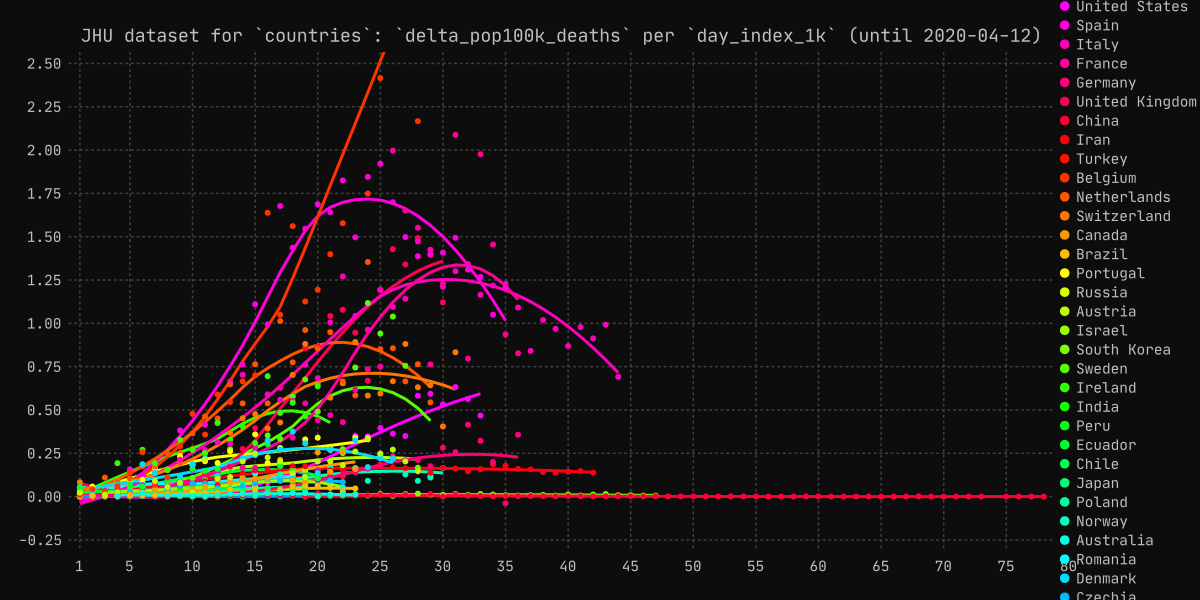 JHU dataset for `countries`: `delta_pop100k_deaths` per `day_index_1k` (until 2020-04-12)
2.50
2.25
2.00
1.75
1.50
1.25
1.00
0.75
0.50
0.25
0.00
-0.25
1 5 10 15 20 25 30 35 40 45 50 55 60 65 70 75 80
United States
Spain
Italy
France
Germany
United Kingdom
China
Iran
Turkey
Belgium
Netherlands
Switzerland
Canada
Brazil
Portugal
Russia
Austria
Israel
South Korea
Sweden
Ireland
India
Peru
Ecuador
Chile
Japan
Poland
Norway
Australia
Romania
Denmark
Czechia